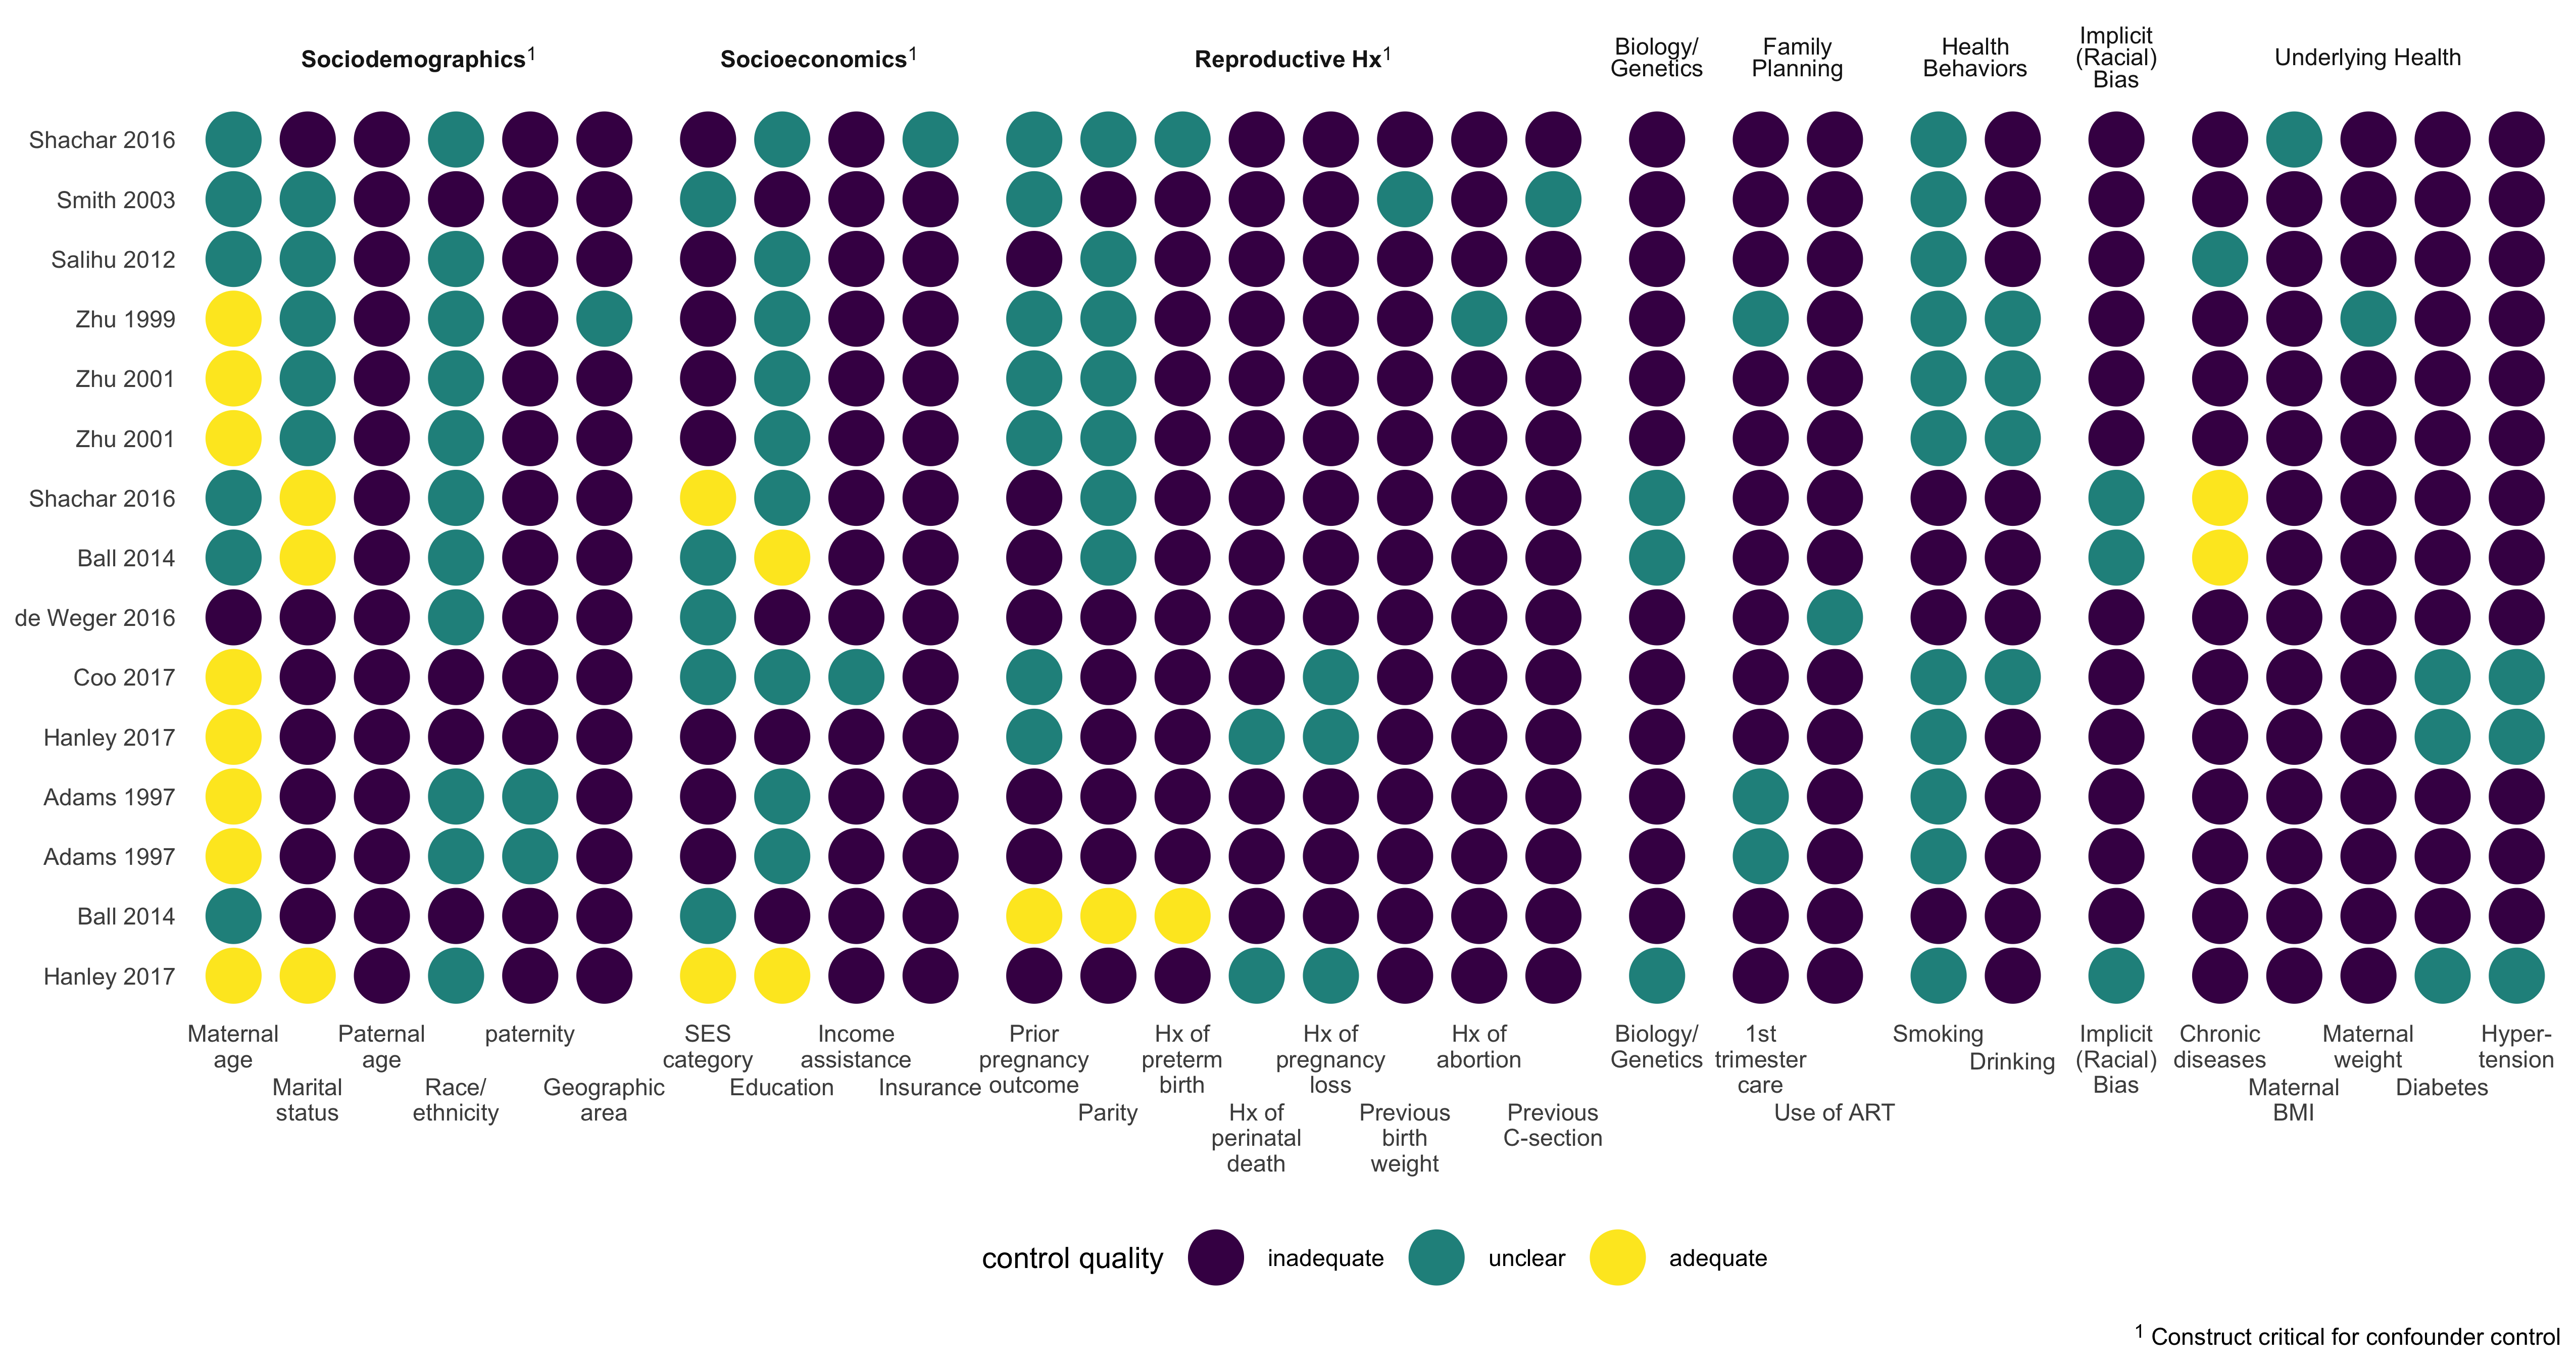 Sociodemographics¹
Socioeconomics¹
Reproductive Hx¹
Biology/
Genetics
Family
Planning
Health
Behaviors
Implicit
(Racial)
Bias
Underlying Health
Shachar 2016
Smith 2003
Salihu 2012
Zhu 1999
Zhu 2001
Zhu 2001
Shachar 2016
Ball 2014
de Weger 2016
Coo 2017
Hanley 2017
Adams 1997
Adams 1997
Ball 2014
Hanley 2017
Maternal
age
Marital
status
Paternal
age
Race/
ethnicity
paternity
Geographic
area
SES
category
Education
Income
assistance
Insurance
Prior
pregnancy
outcome
Parity
Hx of
preterm
birth
Hx of
perinatal
death
Hx of
pregnancy
loss
Previous
birth
weight
Hx of
abortion
Previous
C-section
Biology/
Genetics
1st
trimester
care
Use of ART
Smoking
Drinking
Implicit
(Racial)
Bias
Chronic
diseases
Maternal
BMI
Maternal
weight
Diabetes
Hyper-
tension
control quality inadequate unclear adequate
¹ Construct critical for confounder control